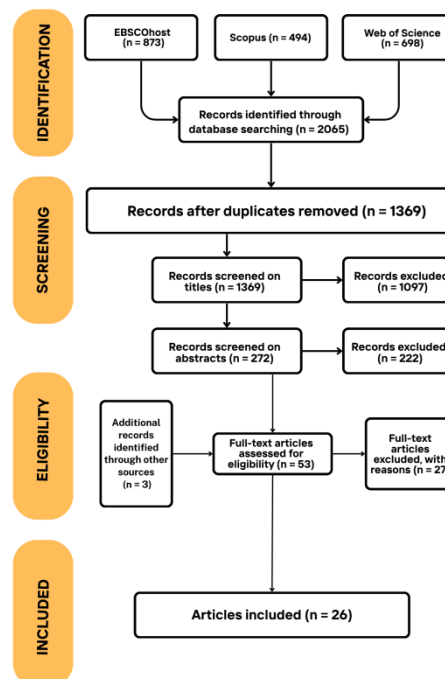 IDENTIFICATION
EBSCOhost
(n = 873)
Scopus
(n = 494)
Web of Science
(n = 698)
Records identified through
database searching (n = 2065)
SCREENING
Records after duplicates removed (n = 1369)
Records screened on
titles (n = 1369)
Records excluded
(n = 1097)
Records screened on
abstracts (n = 272)
Records excluded
(n = 222)
ELIGIBILITY
Additional
records
identified
through other
sources
(n = 3)
Full-text articles
assessed for
eligibility (n = 53)
Full-text
articles
excluded, with
reasons (n = 27
INCLUDED
Articles included (n = 26)